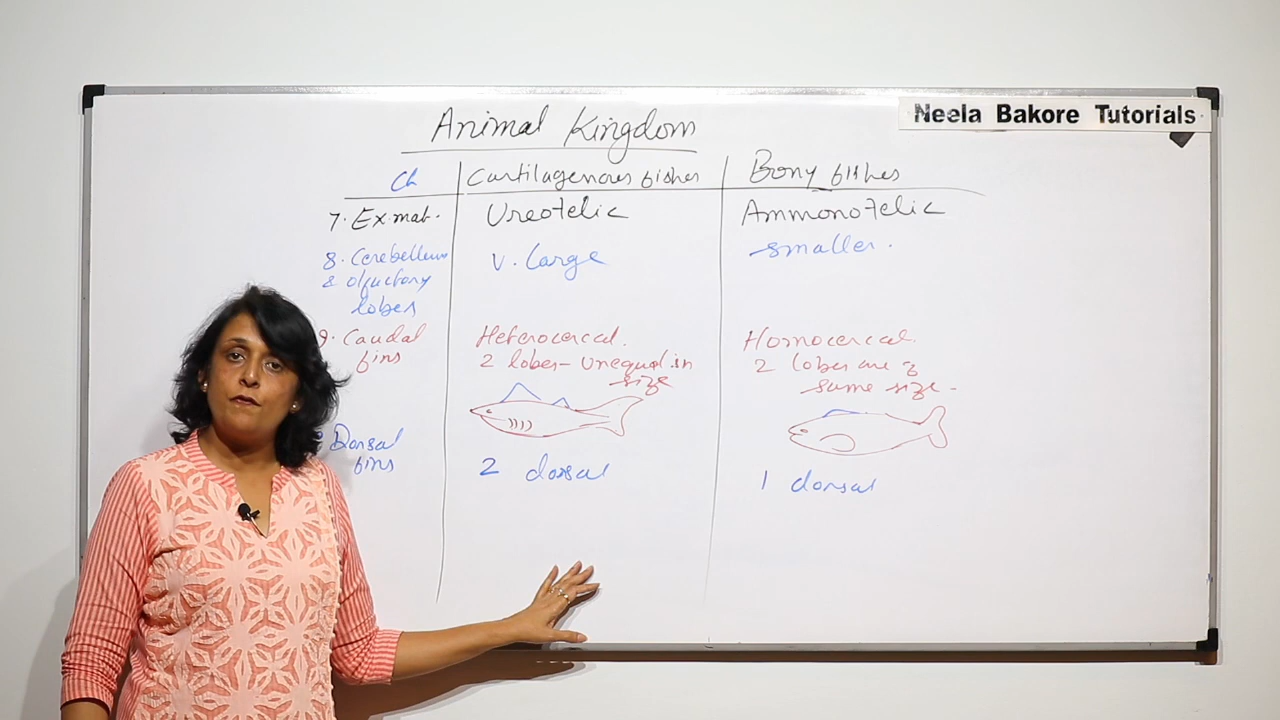 Neela Bakore Tutorials
Animal Kingdom
Ch Cartilagenous fishes Bony fishes
7. Ex. mat. Ureotelic Ammonotelic
8. Cerebellum V. Large smaller.
& olfuctory
lobes
9. Caudal Heterocercal. Homocercal.
fins 2 lobes - Unequal in 2 lobes are of
size same size -
Dorsal 2 dorsal 1 dorsal
fins